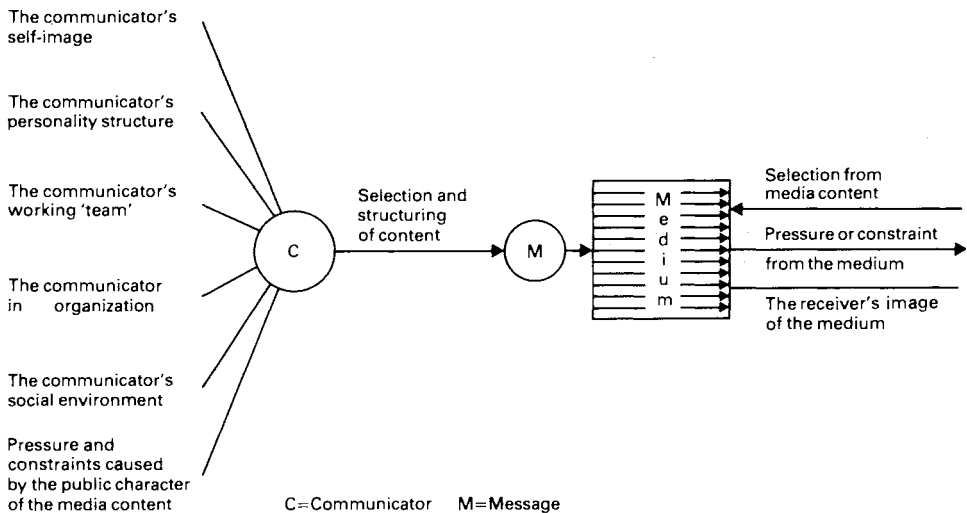 The communicator's
self-image
The communicator's
personality structure
The communicator's
working 'team'
The communicator
in organization
The communicator's
social environment
Pressure and
constraints caused
by the public character
of the media content
C
Selection and
structuring
of content
M
Medium
Selection from
media content
Pressure or constraint
from the medium
The receiver's image
of the medium
C=Communicator M=Message